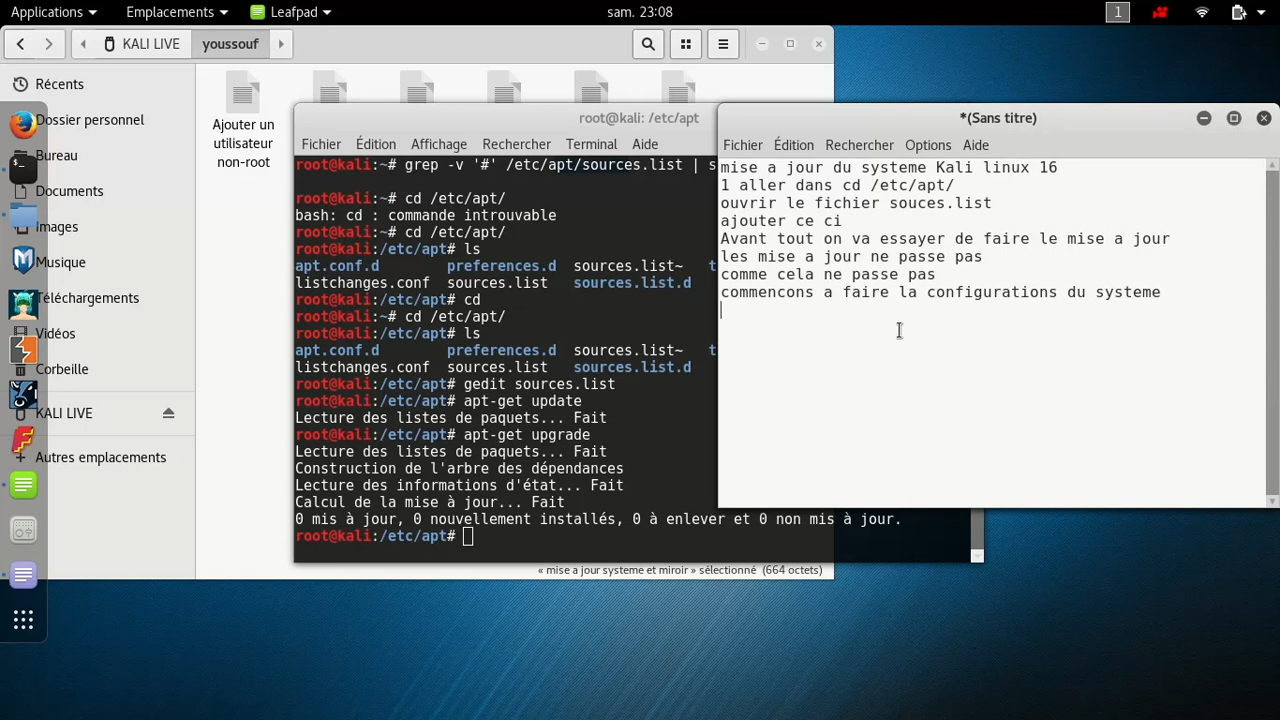 Applications
Emplacements
Leafpad
sam. 23:08
1
KALI LIVE
youssouf
Récents
Dossier personnel
Bureau
Documents
Images
Musique
Téléchargements
Vidéos
Corbeille
KALI LIVE
Autres emplacements
Ajouter un
utilisateur
non-root
« mise a jour systeme et miroir » sélectionné (664 octets)
root@kali: /etc/apt
Fichier Édition Affichage Rechercher Terminal Aide
root@kali:~# grep -v '#' /etc/apt/sources.list | s
root@kali:~# cd /etc/apt/
bash: cd : commande introuvable
root@kali:~# cd /etc/apt/
root@kali:/etc/apt# ls
apt.conf.d preferences.d sources.list~ t
listchanges.conf sources.list sources.list.d
root@kali:/etc/apt# cd
root@kali:~# cd /etc/apt/
root@kali:/etc/apt# ls
apt.conf.d preferences.d sources.list~ t
listchanges.conf sources.list sources.list.d
root@kali:/etc/apt# gedit sources.list
root@kali:/etc/apt# apt-get update
Lecture des listes de paquets... Fait
root@kali:/etc/apt# apt-get upgrade
Lecture des listes de paquets... Fait
Construction de l'arbre des dépendances
Lecture des informations d'état... Fait
Calcul de la mise à jour... Fait
0 mis à jour, 0 nouvellement installés, 0 à enlever et 0 non mis à jour.
root@kali:/etc/apt#
*(Sans titre)
Fichier Édition Rechercher Options Aide
mise a jour du systeme Kali linux 16
1 aller dans cd /etc/apt/
ouvrir le fichier souces.list
ajouter ce ci
Avant tout on va essayer de faire le mise a jour
les mise a jour ne passe pas
comme cela ne passe pas
commencons a faire la configurations du systeme